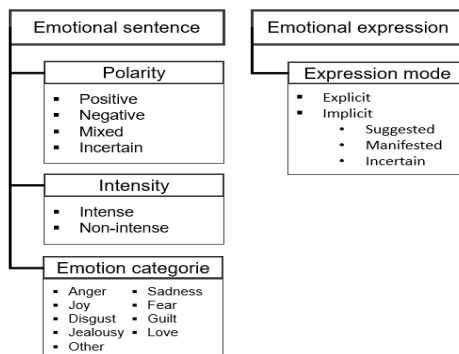 Emotional sentence
Polarity
▪ Positive
▪ Negative
▪ Mixed
▪ Incertain
Intensity
▪ Intense
▪ Non-intense
Emotion categorie
▪ Anger ▪ Sadness
▪ Joy ▪ Fear
▪ Disgust ▪ Guilt
▪ Jealousy ▪ Love
▪ Other
Emotional expression
Expression mode
▪ Explicit
▪ Implicit
• Suggested
• Manifested
• Incertain